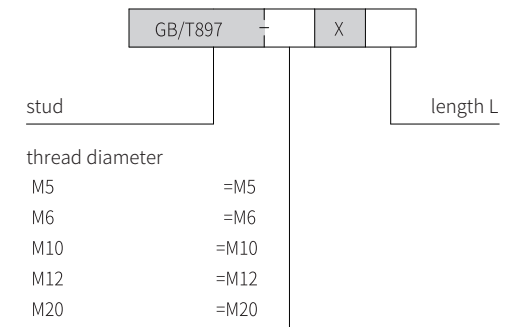 GB/T897 - X
stud length L
thread diameter
M5 =M5
M6 =M6
M10 =M10
M12 =M12
M20 =M20